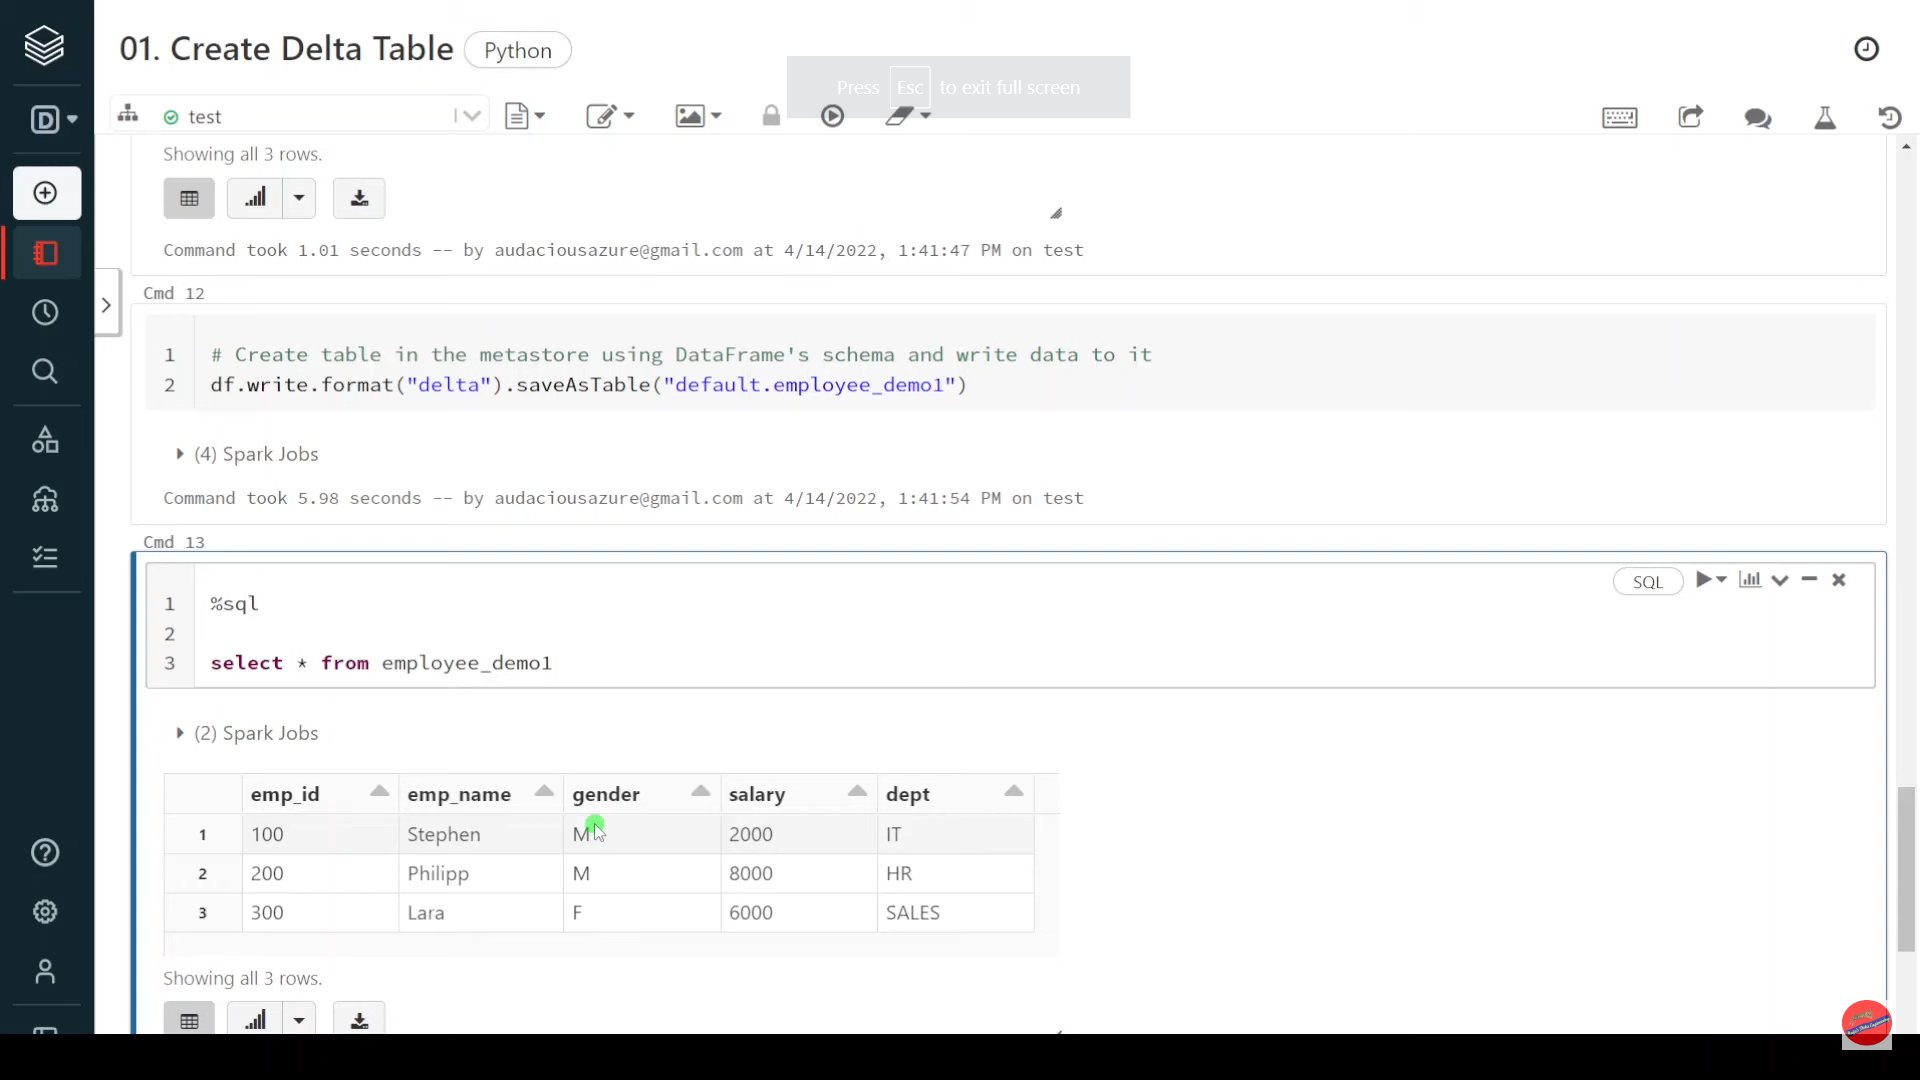 01. Create Delta Table Python
Press Esc to exit full screen
test
Showing all 3 rows.
Command took 1.01 seconds -- by audaciousazure@gmail.com at 4/14/2022, 1:41:47 PM on test
Cmd 12
1 # Create table in the metastore using DataFrame's schema and write data to it
2 df.write.format("delta").saveAsTable("default.employee_demo1")
(4) Spark Jobs
Command took 5.98 seconds -- by audaciousazure@gmail.com at 4/14/2022, 1:41:54 PM on test
Cmd 13
SQL
1 %sql
2
3 select * from employee_demo1
(2) Spark Jobs
emp_id emp_name gender salary dept
1 100 Stephen M 2000 IT
2 200 Philipp M 8000 HR
3 300 Lara F 6000 SALES
Showing all 3 rows.